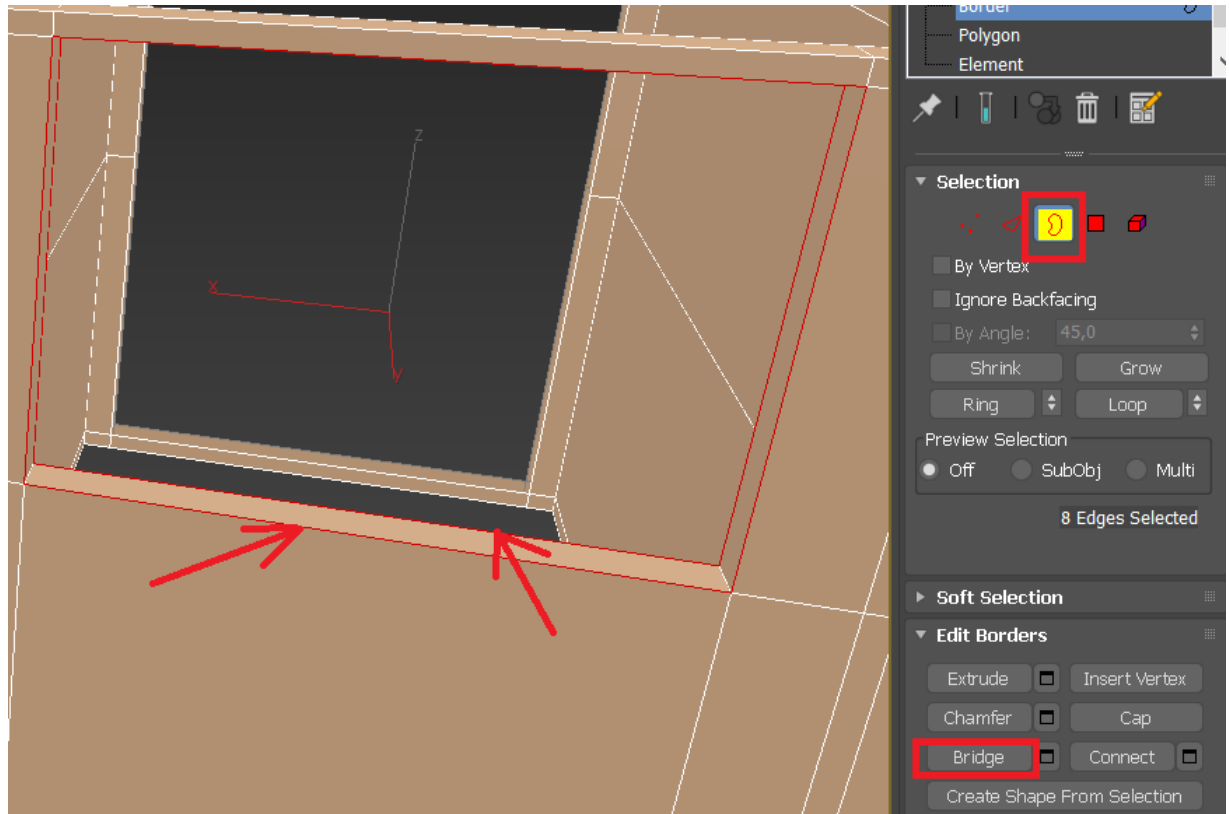 Border
Polygon
Element
Selection
By Vertex
Ignore Backfacing
By Angle: 45,0
Shrink Grow
Ring Loop
Preview Selection
Off SubObj Multi
8 Edges Selected
Soft Selection
Edit Borders
Extrude Insert Vertex
Chamfer Cap
Bridge Connect
Create Shape From Selection
z
x
y